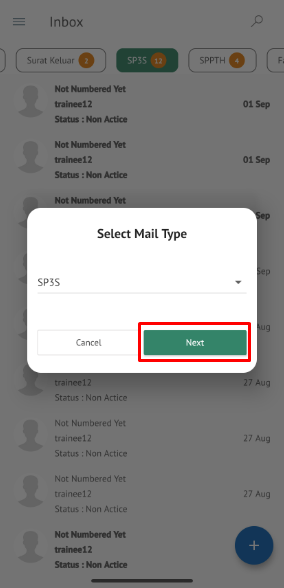 Inbox
Surat Keluar 2
SP3S 12
SPPTH 4
Not Numbered Yet
trainee12
01 Sep
Status : Non Actice
Not Numbered Yet
trainee12
01 Sep
Status : Non Actice
Not Numbered Yet
Sep
Select Mail Type
SP3S
Sep
Aug
Cancel
Next
trainee12
27 Aug
Status : Non Actice
Not Numbered Yet
trainee12
27 Aug
Status : Non Actice
Not Numbered Yet
trainee12
27 Aug
Status : Non Actice
Not Numbered Yet
trainee12
Status : Non Actice